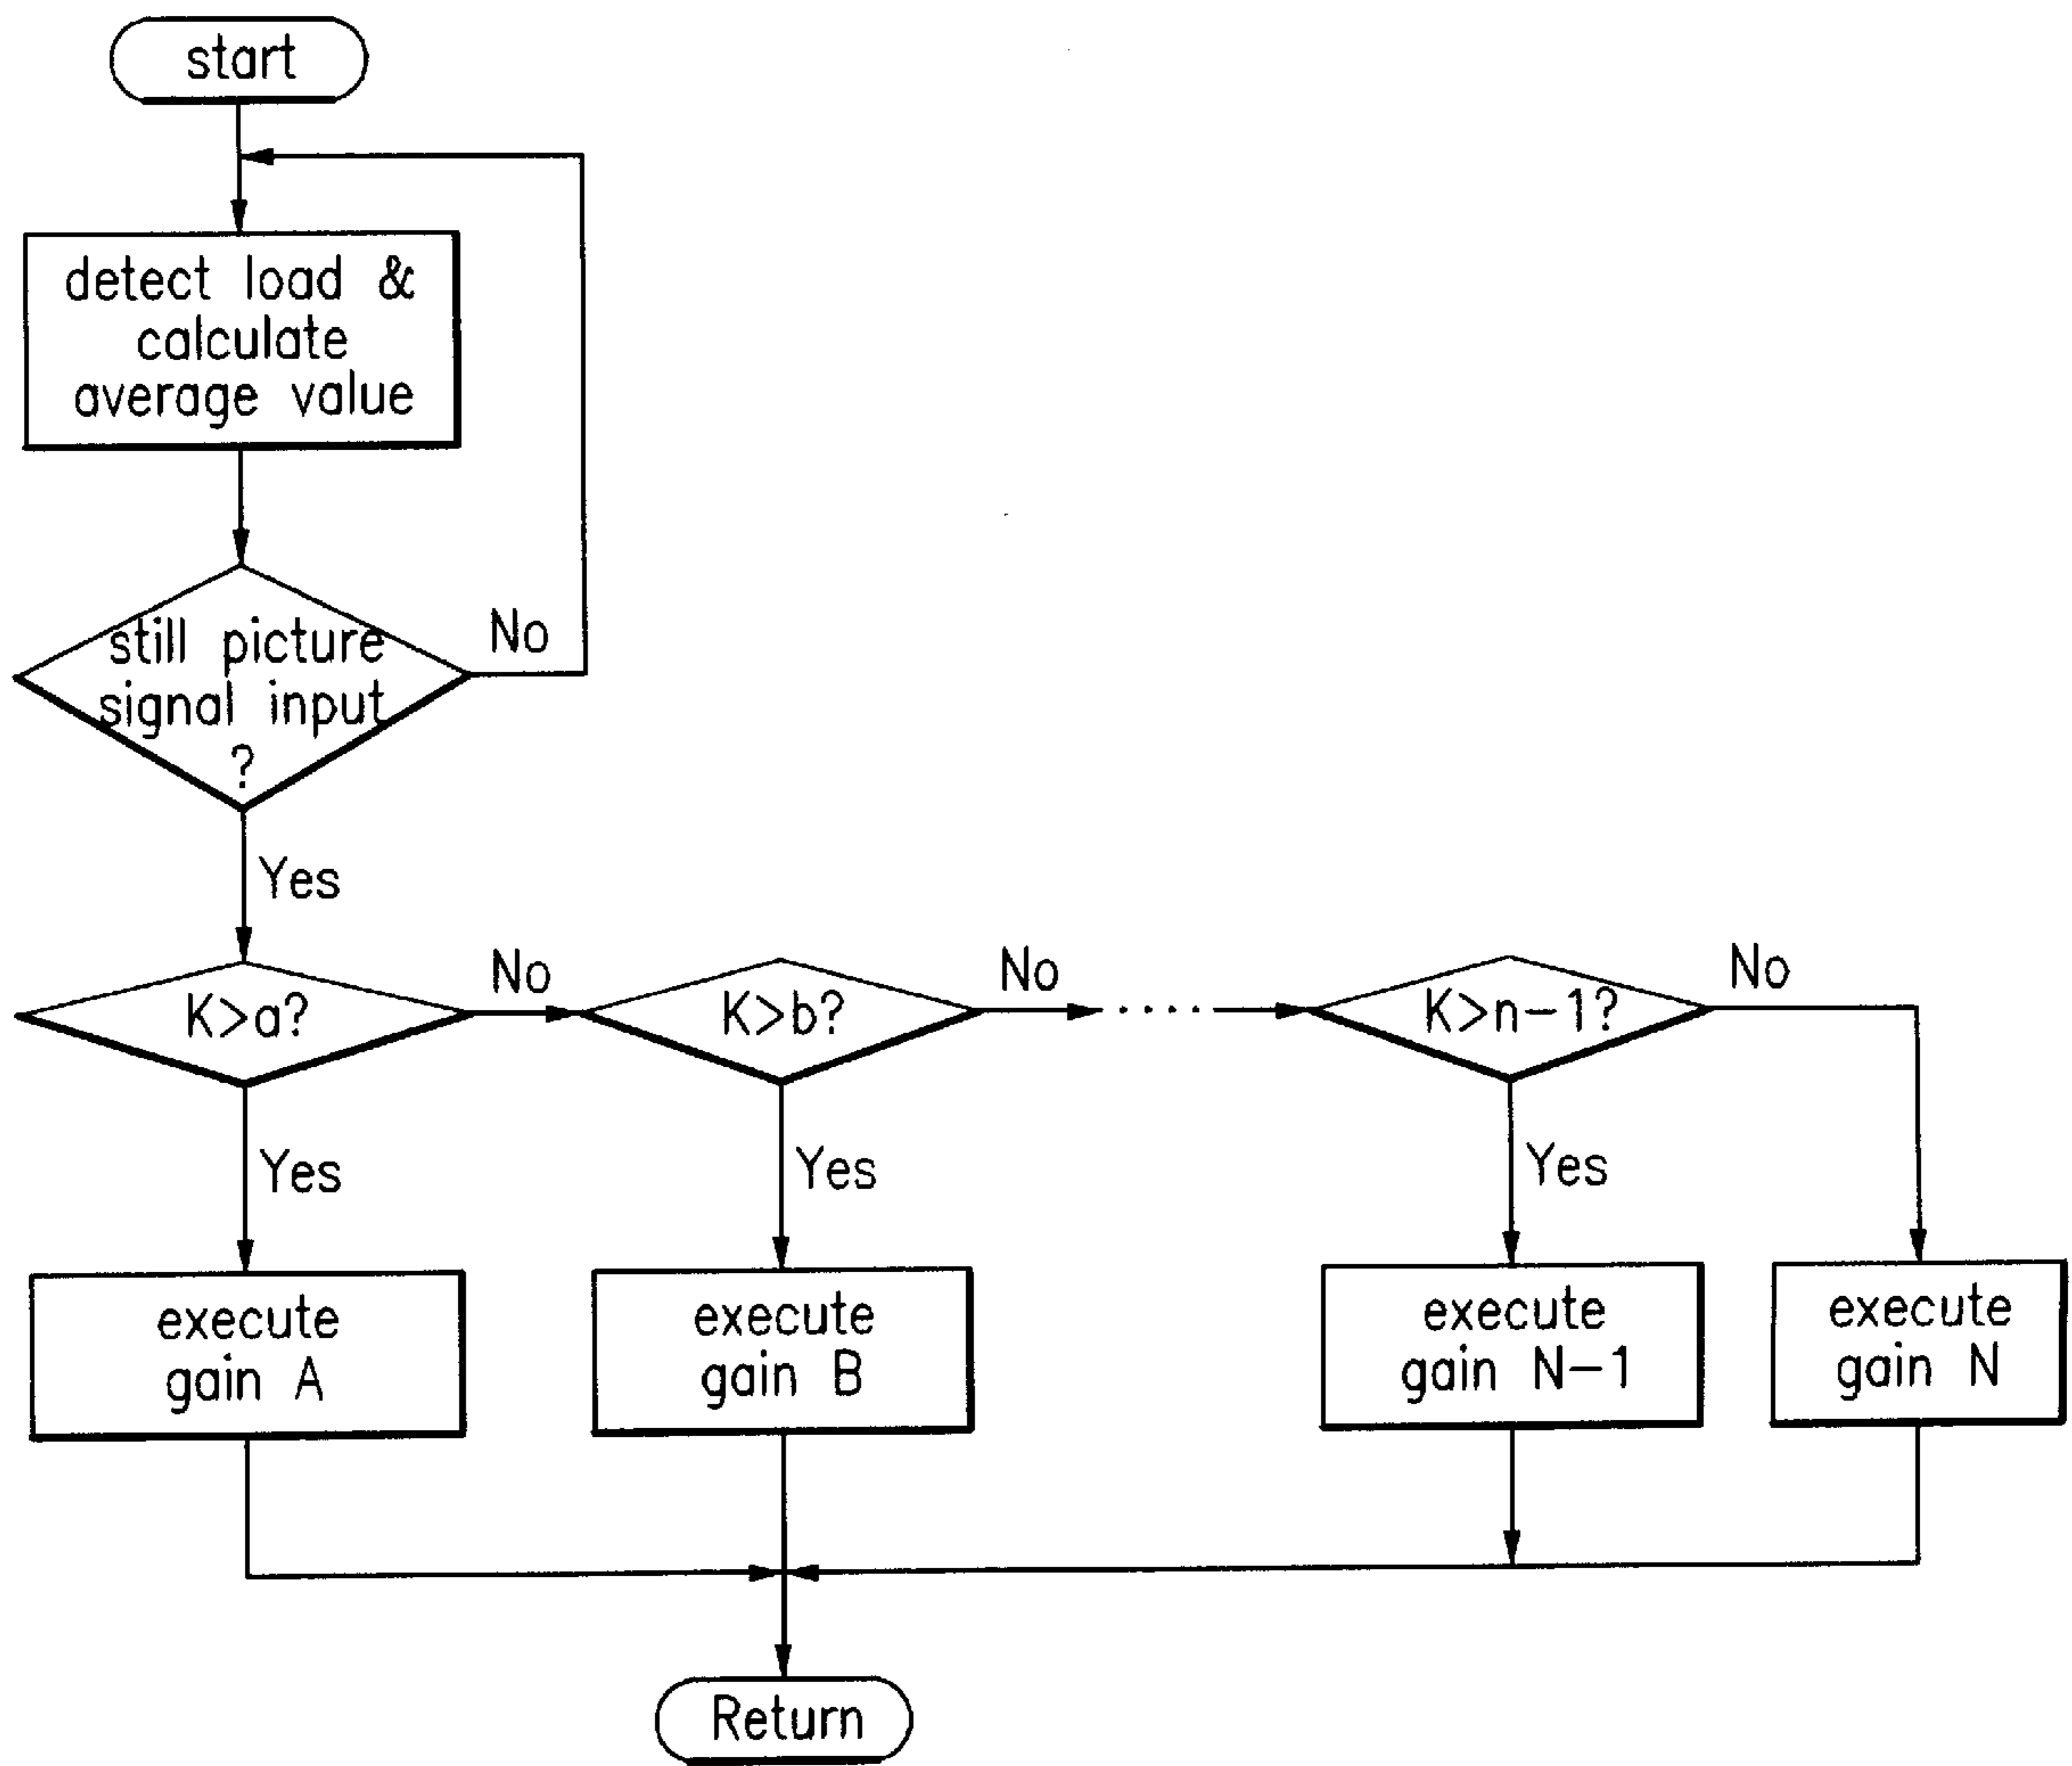 start
detect load &
calculate
average value
still picture
signal input
?
No
Yes
K>a?
No
K>b?
No
....
K>n-1?
No
Yes
Yes
Yes
execute
gain A
execute
gain B
execute
gain N-1
execute
gain N
Return